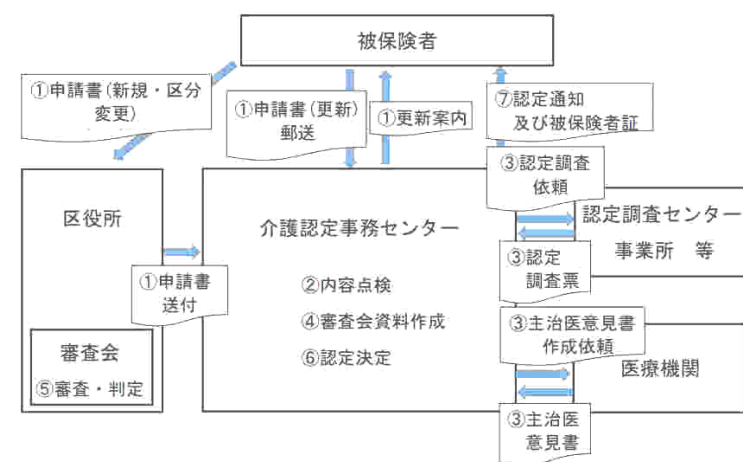 被保険者
①申請書(新規・区分
変更)
①申請書(更新)
郵送
①更新案内
⑦認定通知
及び被保険者証
③認定調査
依頼
区役所
介護認定事務センター
認定調査センター
事業所　等
①申請書
送付
②内容点検
③認定
調査票
④審査会資料作成
③主治医意見書
作成依頼
審査会
⑥認定決定
医療機関
⑤審査・判定
③主治医
意見書